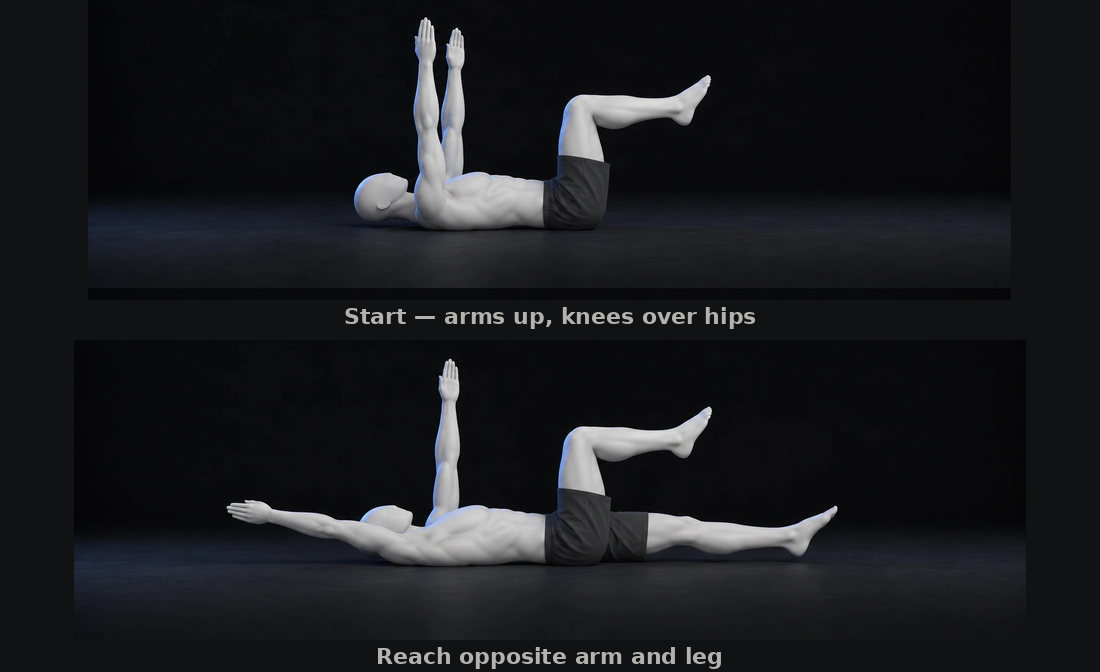 Start — arms up, knees over hips
Reach opposite arm and leg